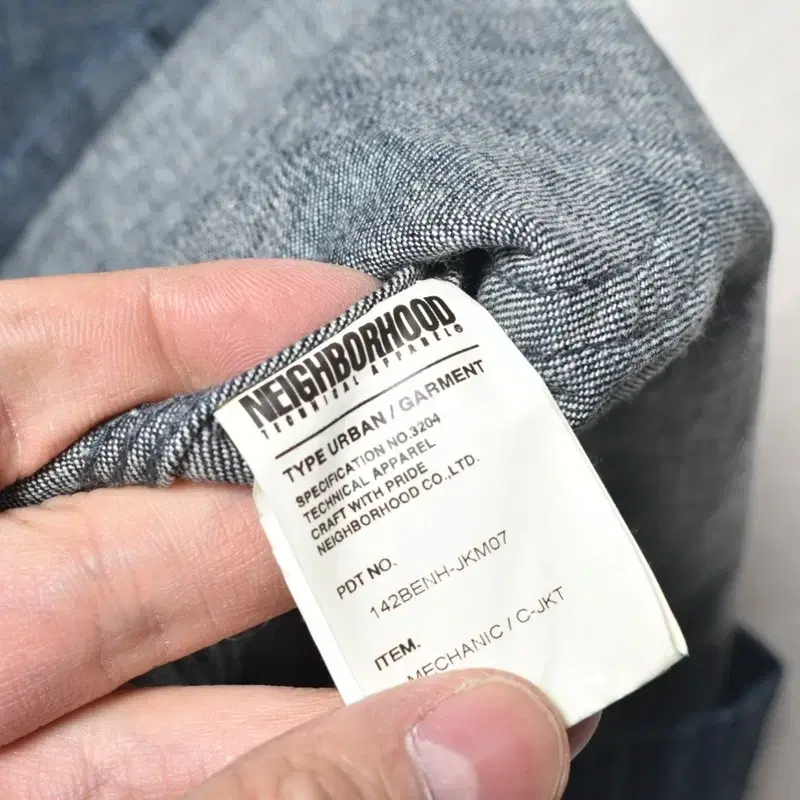 NEIGHBORHOOD®
TECHNICAL APPAREL
TYPE URBAN / GARMENT
SPECIFICATION NO.3204
TECHNICAL APPAREL
CRAFT WITH PRIDE
NEIGHBORHOOD CO.,LTD.
PDT NO.
142BENH-JKM07
ITEM.
MECHANIC / C-JKT